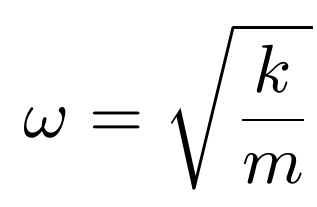 ω = √(k/m)